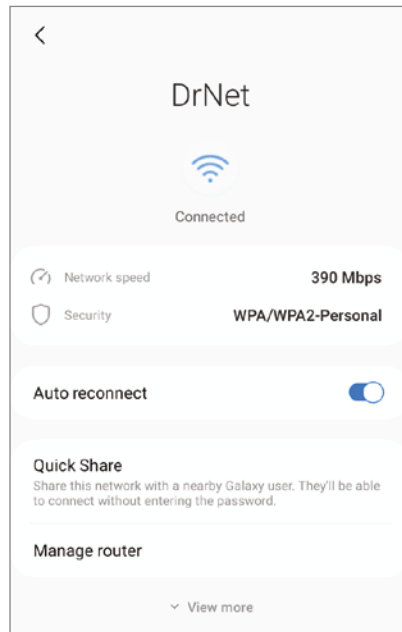 DrNet
Connected
Network speed 390 Mbps
Security WPA/WPA2-Personal
Auto reconnect
Quick Share
Share this network with a nearby Galaxy user. They'll be able
to connect without entering the password.
Manage router
View more